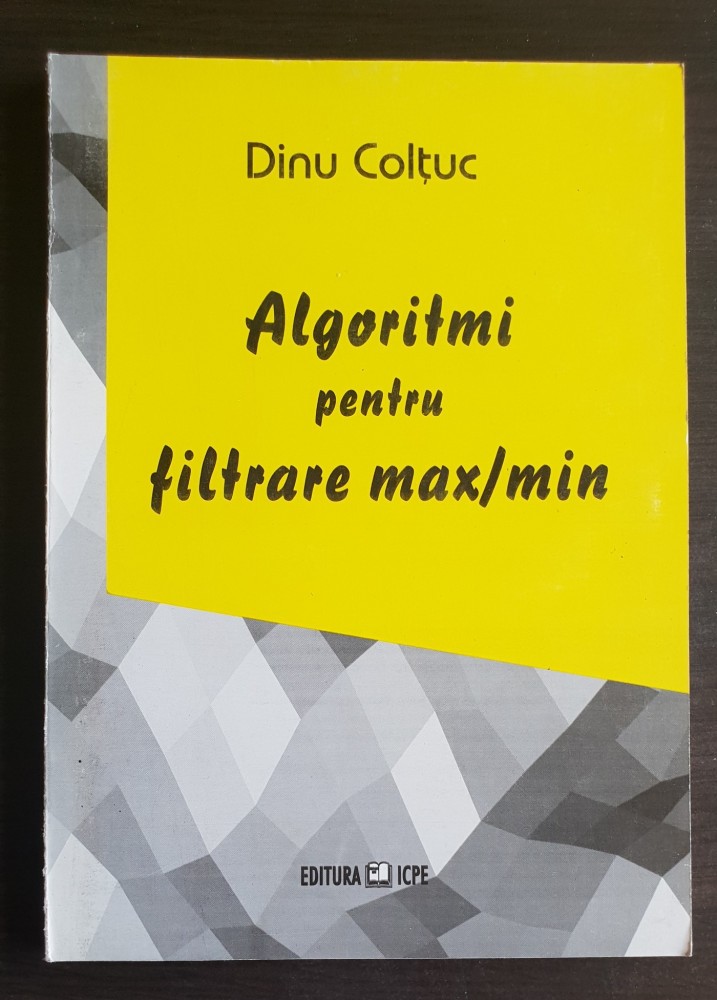 Dinu Colțuc
Algoritmi
pentru
filtrare max/min
EDITURA ICPE